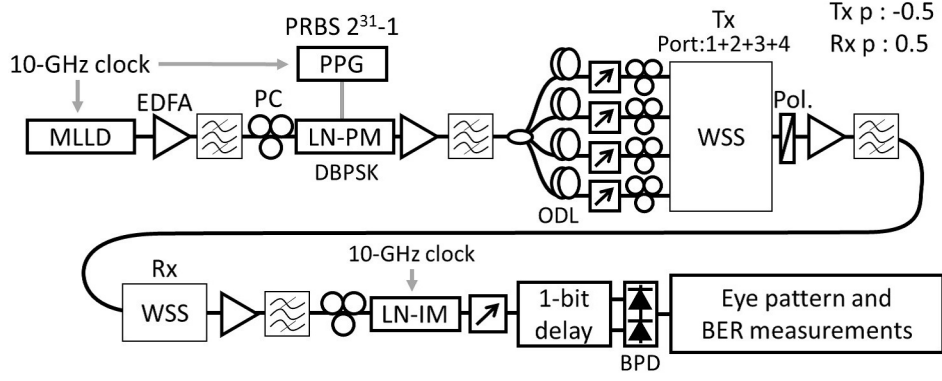 PRBS 2³¹-1
Tx
Tx p : -0.5
Port:1+2+3+4
Rx p : 0.5
10-GHz clock
PPG
EDFA
PC
Pol.
MLLD
LN-PM
WSS
DBPSK
ODL
10-GHz clock
Rx
WSS
LN-IM
1-bit
delay
Eye pattern and
BER measurements
BPD